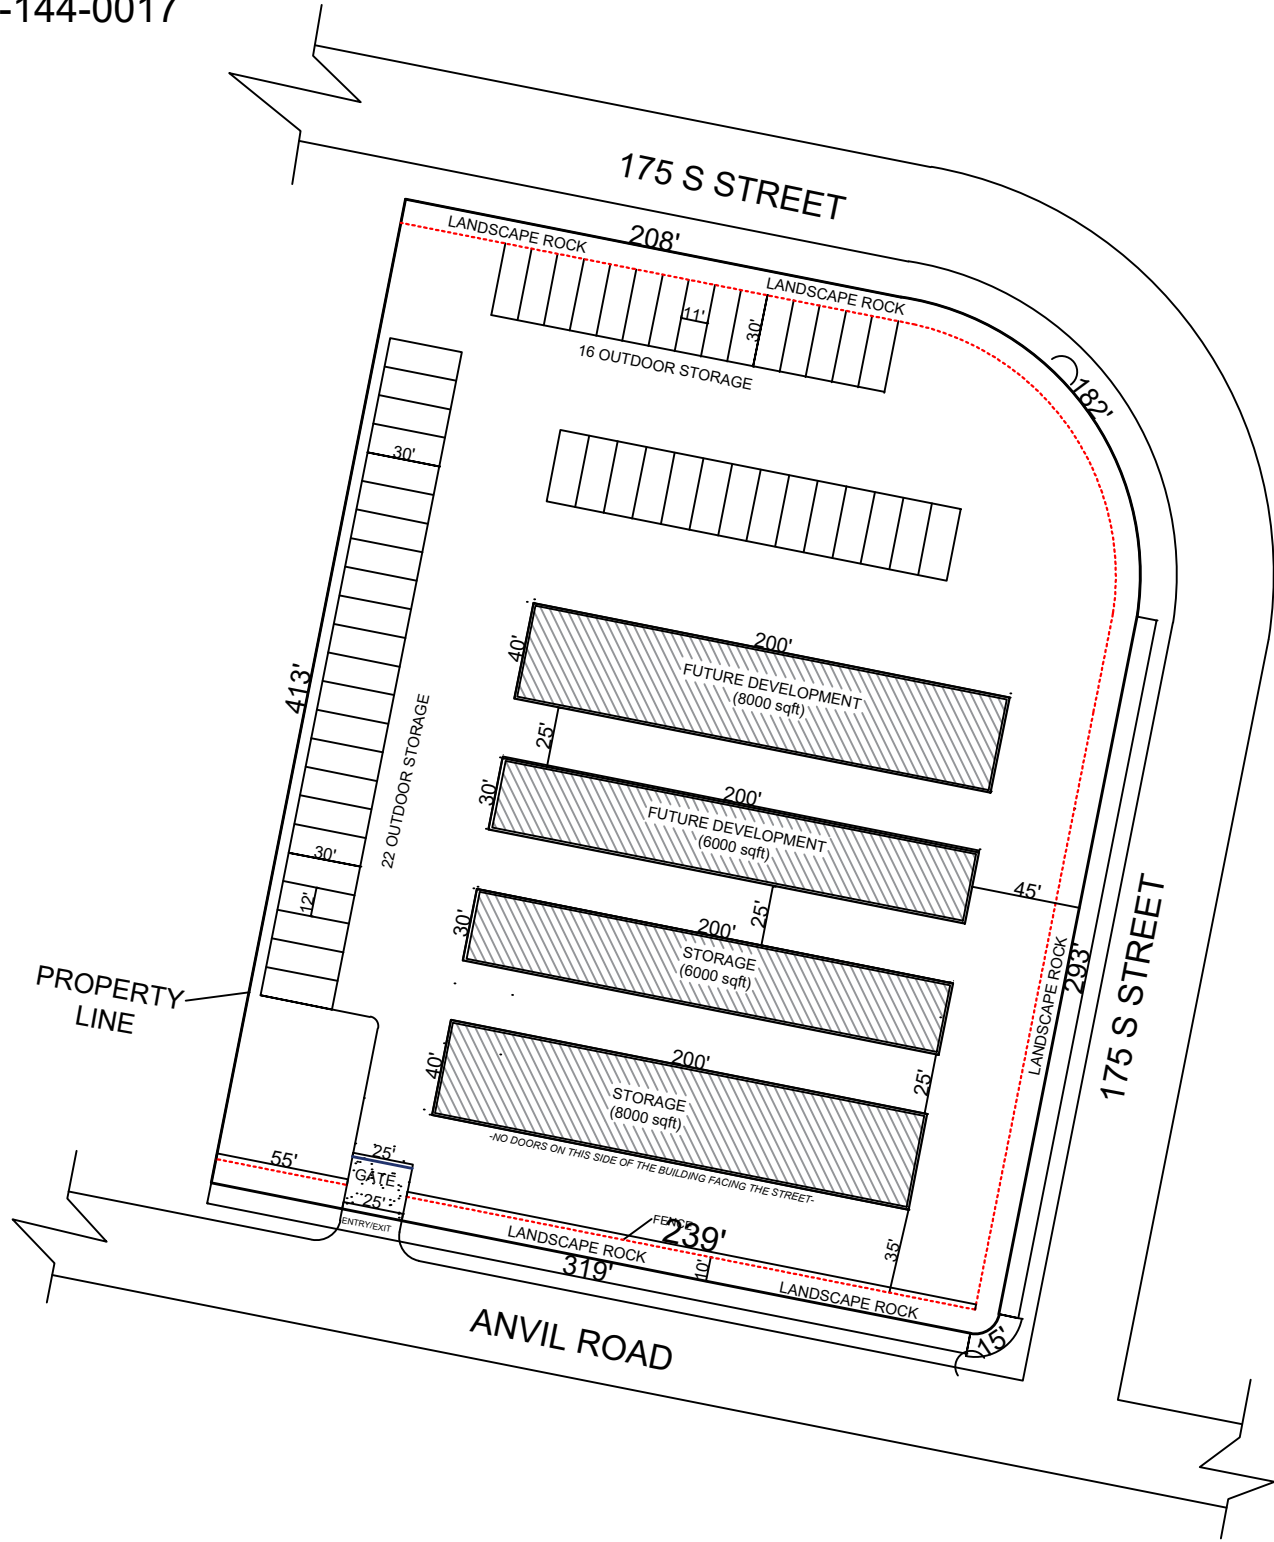 -144-0017
175 S STREET
LANDSCAPE ROCK
208'
LANDSCAPE ROCK
11'
30'
16 OUTDOOR STORAGE
182'
30'
413'
22 OUTDOOR STORAGE
200'
40'
FUTURE DEVELOPMENT
(8000 sqft)
25'
200'
30'
FUTURE DEVELOPMENT
(6000 sqft)
30'
12'
45'
25'
200'
30'
STORAGE
(6000 sqft)
LANDSCAPE ROCK
293'
175 S STREET
PROPERTY
LINE
200'
40'
25'
STORAGE
(8000 sqft)
-NO DOORS ON THIS SIDE OF THE BUILDING FACING THE STREET-
55'
25'
GATE
25'
ENTRY/EXIT
FENCE
239'
LANDSCAPE ROCK
35'
10'
319'
LANDSCAPE ROCK
15'
ANVIL ROAD